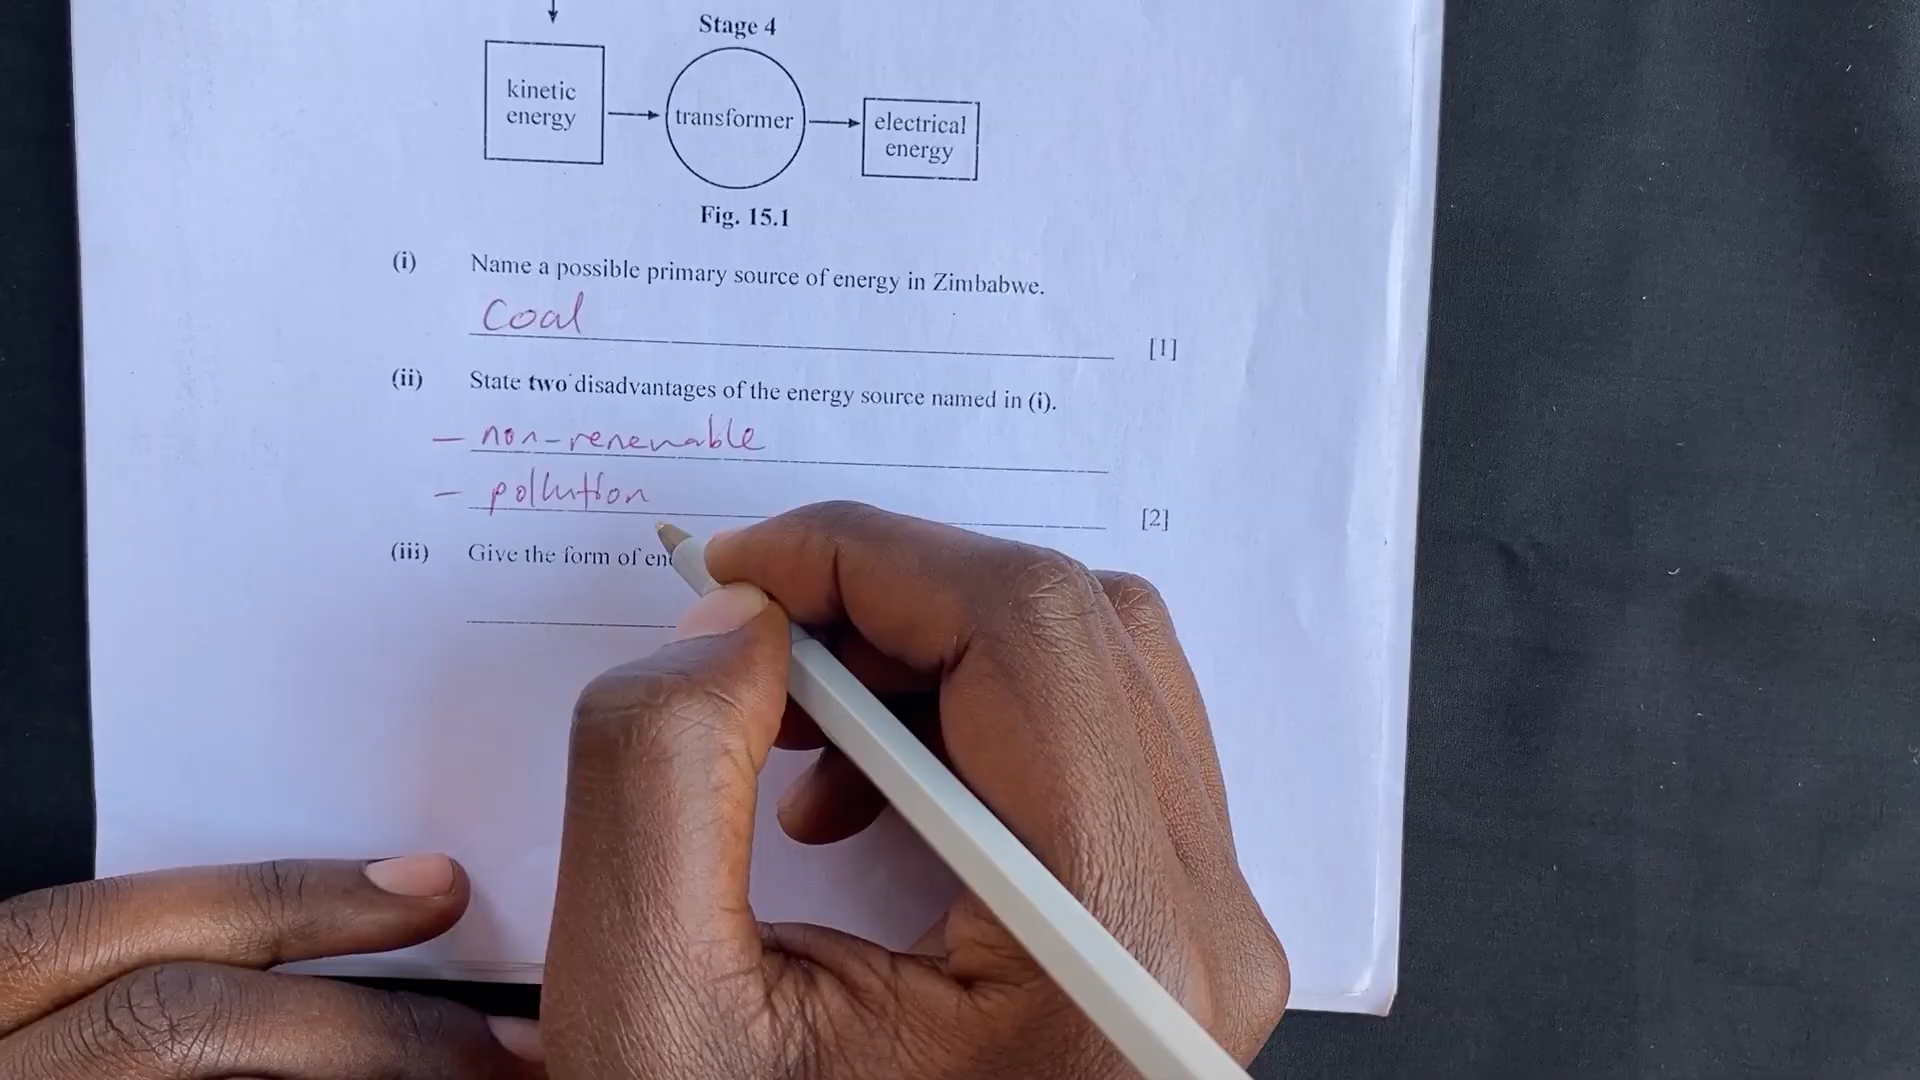 Stage 4
kinetic
energy
transformer
electrical
energy
Fig. 15.1
(i) Name a possible primary source of energy in Zimbabwe.
Coal
[1]
(ii) State two disadvantages of the energy source named in (i).
- non-renewable
- pollution
[2]
(iii) Give the form of